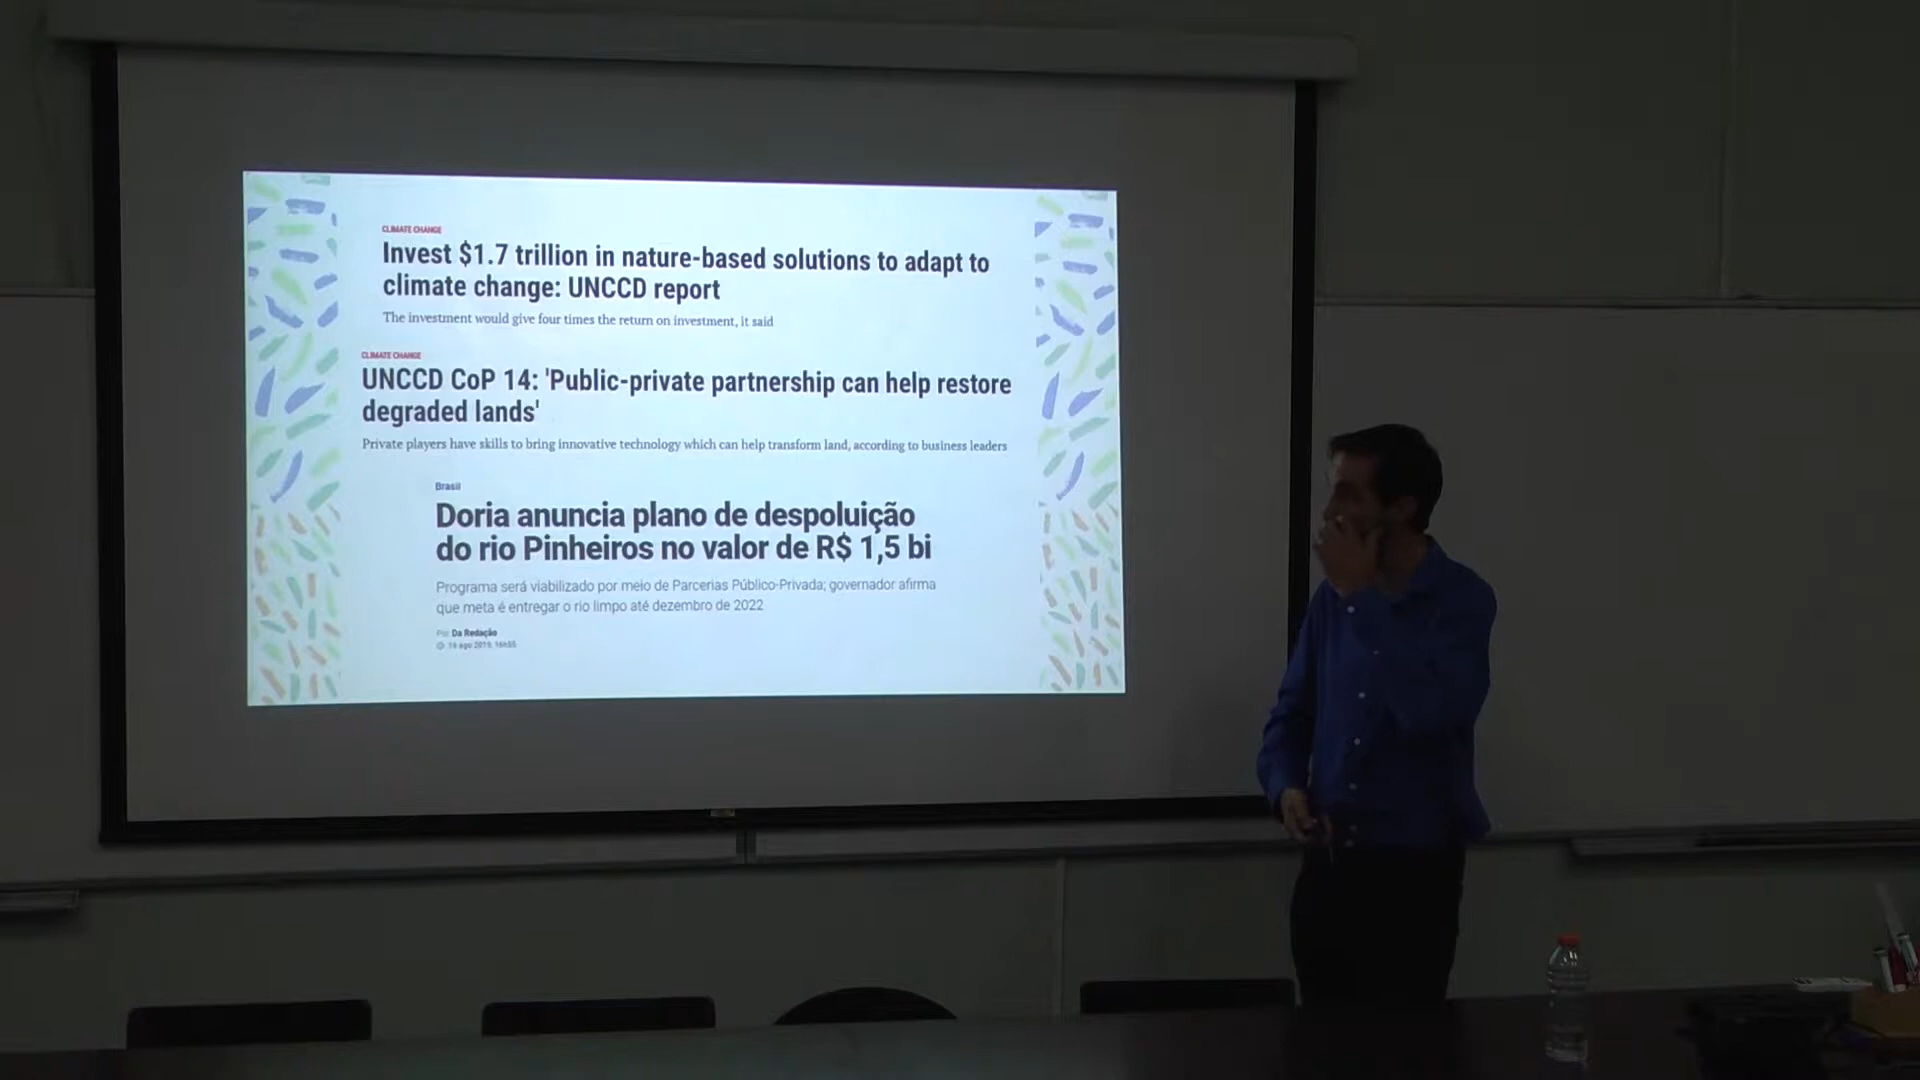 CLIMATE CHANGE
Invest $1.7 trillion in nature-based solutions to adapt to
climate change: UNCCD report
The investment would give four times the return on investment, it said
CLIMATE CHANGE
UNCCD CoP 14: 'Public-private partnership can help restore
degraded lands'
Private players have skills to bring innovative technology which can help transform land, according to business leaders
Brasil
Doria anuncia plano de despoluição
do rio Pinheiros no valor de R$ 1,5 bi
Programa será viabilizado por meio de Parcerias Público-Privada; governador afirma
que meta é entregar o rio limpo até dezembro de 2022
Por Da Redação
ago 2019, 16h55